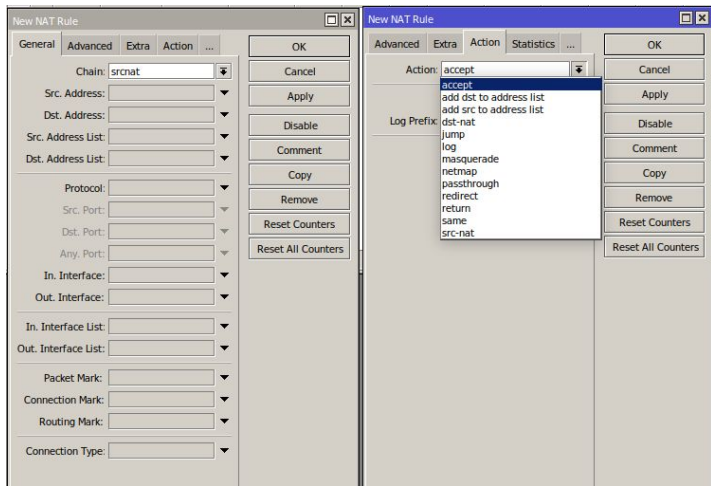 New NAT Rule
General Advanced Extra Action ...
Chain: srcnat
Src. Address:
Dst. Address:
Src. Address List:
Dst. Address List:
Protocol:
Src. Port:
Dst. Port:
Any. Port:
In. Interface:
Out. Interface:
In. Interface List:
Out. Interface List:
Packet Mark:
Connection Mark:
Routing Mark:
Connection Type:
OK
Cancel
Apply
Disable
Comment
Copy
Remove
Reset Counters
Reset All Counters
New NAT Rule
Advanced Extra Action Statistics ...
Action: accept
accept
add dst to address list
add src to address list
Log Prefix:
dst-nat
jump
log
masquerade
netmap
passthrough
redirect
return
same
src-nat
OK
Cancel
Apply
Disable
Comment
Copy
Remove
Reset Counters
Reset All Counters